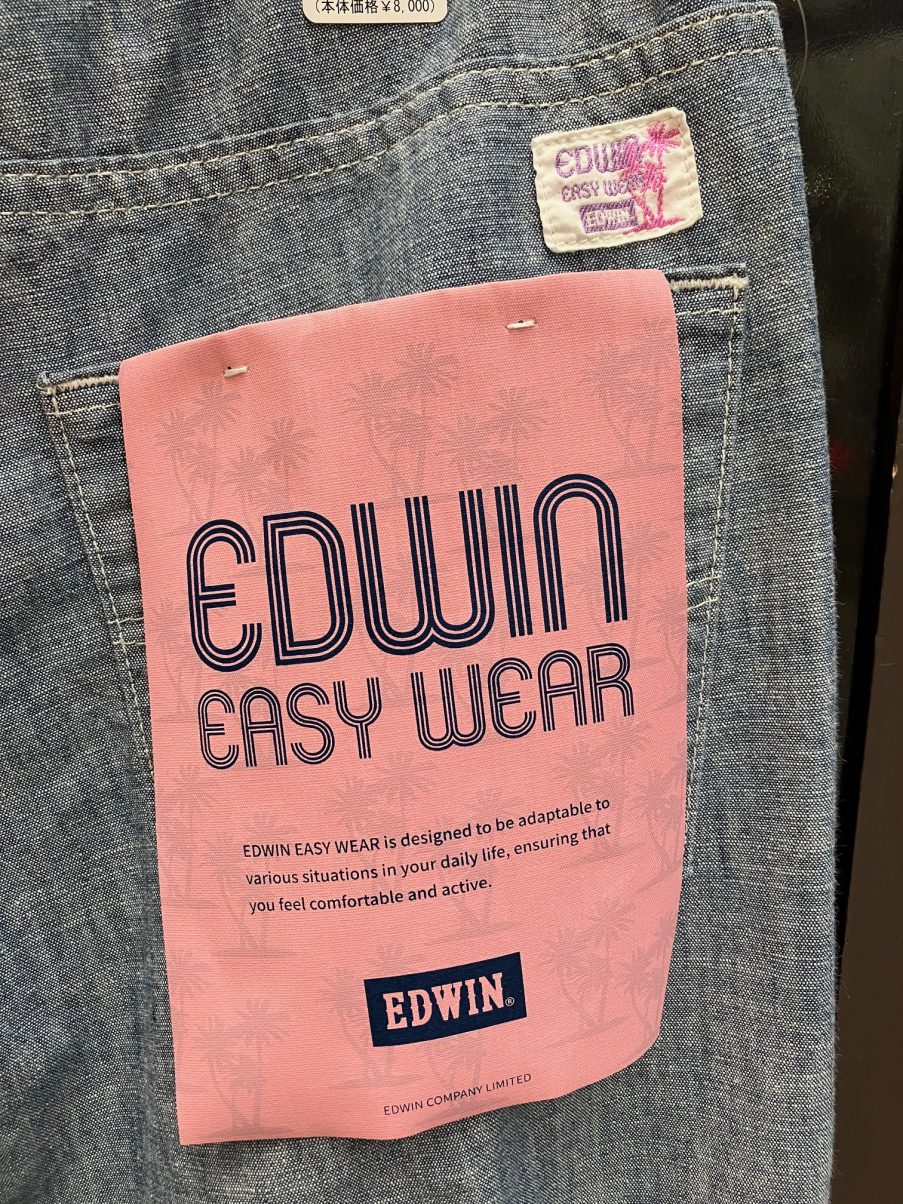 (本体価格¥8,000)
EDWIN
EASY WEAR
EDWIN
EDWIN
EASY WEAR
EDWIN EASY WEAR is designed to be adaptable to
various situations in your daily life, ensuring that
you feel comfortable and active.
EDWIN®
EDWIN COMPANY LIMITED